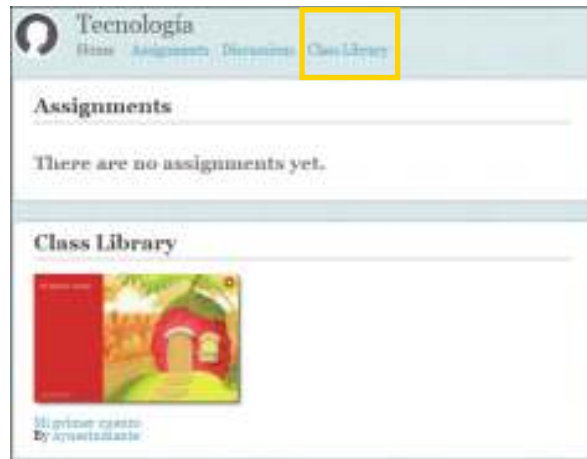 Tecnología
Home Assignments Discussions Class Library
Assignments
There are no assignments yet.
Class Library
Mi primer cuento
By